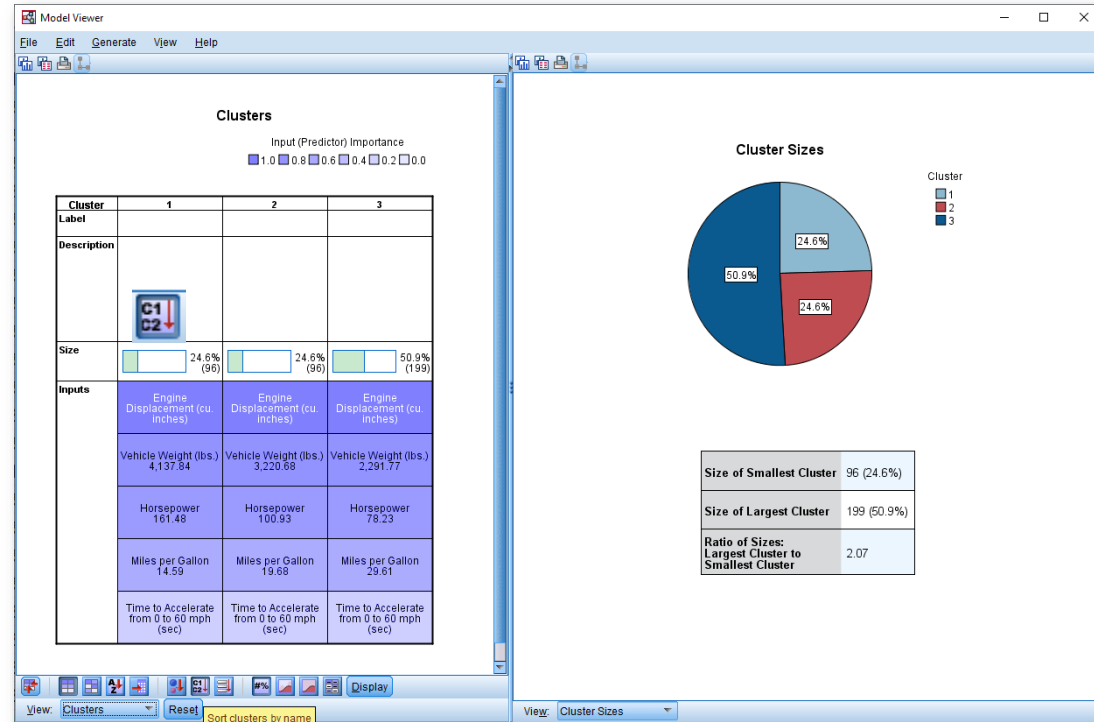 Model Viewer
File Edit Generate View Help
Clusters
Input (Predictor) Importance
1.0 0.8 0.6 0.4 0.2 0.0
Cluster 1 2 3
Label
Description
C1
C2
Size 24.6% 24.6% 50.9%
(96) (96) (199)
Inputs
Engine Engine Engine
Displacement (cu. Displacement (cu. Displacement (cu.
inches) inches) inches)
Vehicle Weight (lbs.) Vehicle Weight (lbs.) Vehicle Weight (lbs.)
4,137.84 3,220.68 2,291.77
Horsepower Horsepower Horsepower
161.48 100.93 78.23
Miles per Gallon Miles per Gallon Miles per Gallon
14.59 19.68 29.61
Time to Accelerate Time to Accelerate Time to Accelerate
from 0 to 60 mph from 0 to 60 mph from 0 to 60 mph
(sec) (sec) (sec)
A
Z
C1
C2
#%
Display
View: Clusters Reset
Sort clusters by name
Cluster Sizes
Cluster
1
2
3
24.6%
50.9%
24.6%
Size of Smallest Cluster 96 (24.6%)
Size of Largest Cluster 199 (50.9%)
Ratio of Sizes:
Largest Cluster to 2.07
Smallest Cluster
View: Cluster Sizes